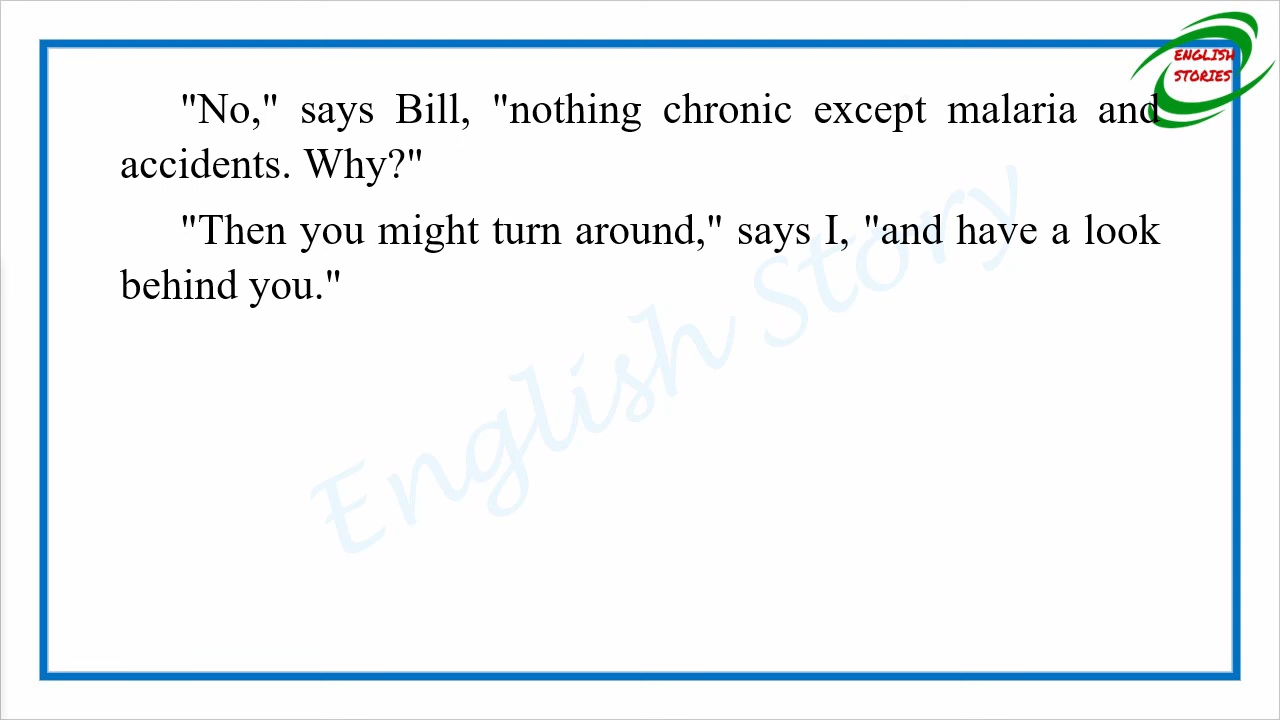 ENGLISH
STORIES
"No," says Bill, "nothing chronic except malaria and
accidents. Why?"
"Then you might turn around," says I, "and have a look
behind you."
English Story